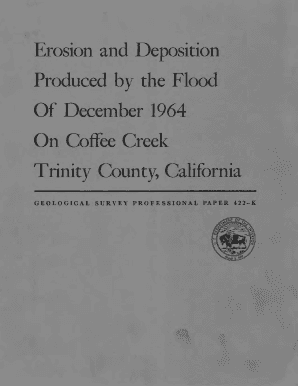 Erosion and Deposition
Produced by the Flood
Of December 1964
On Coffee Creek
Trinity County, California
GEOLOGICAL SURVEY PROFESSIONAL PAPER 422-K